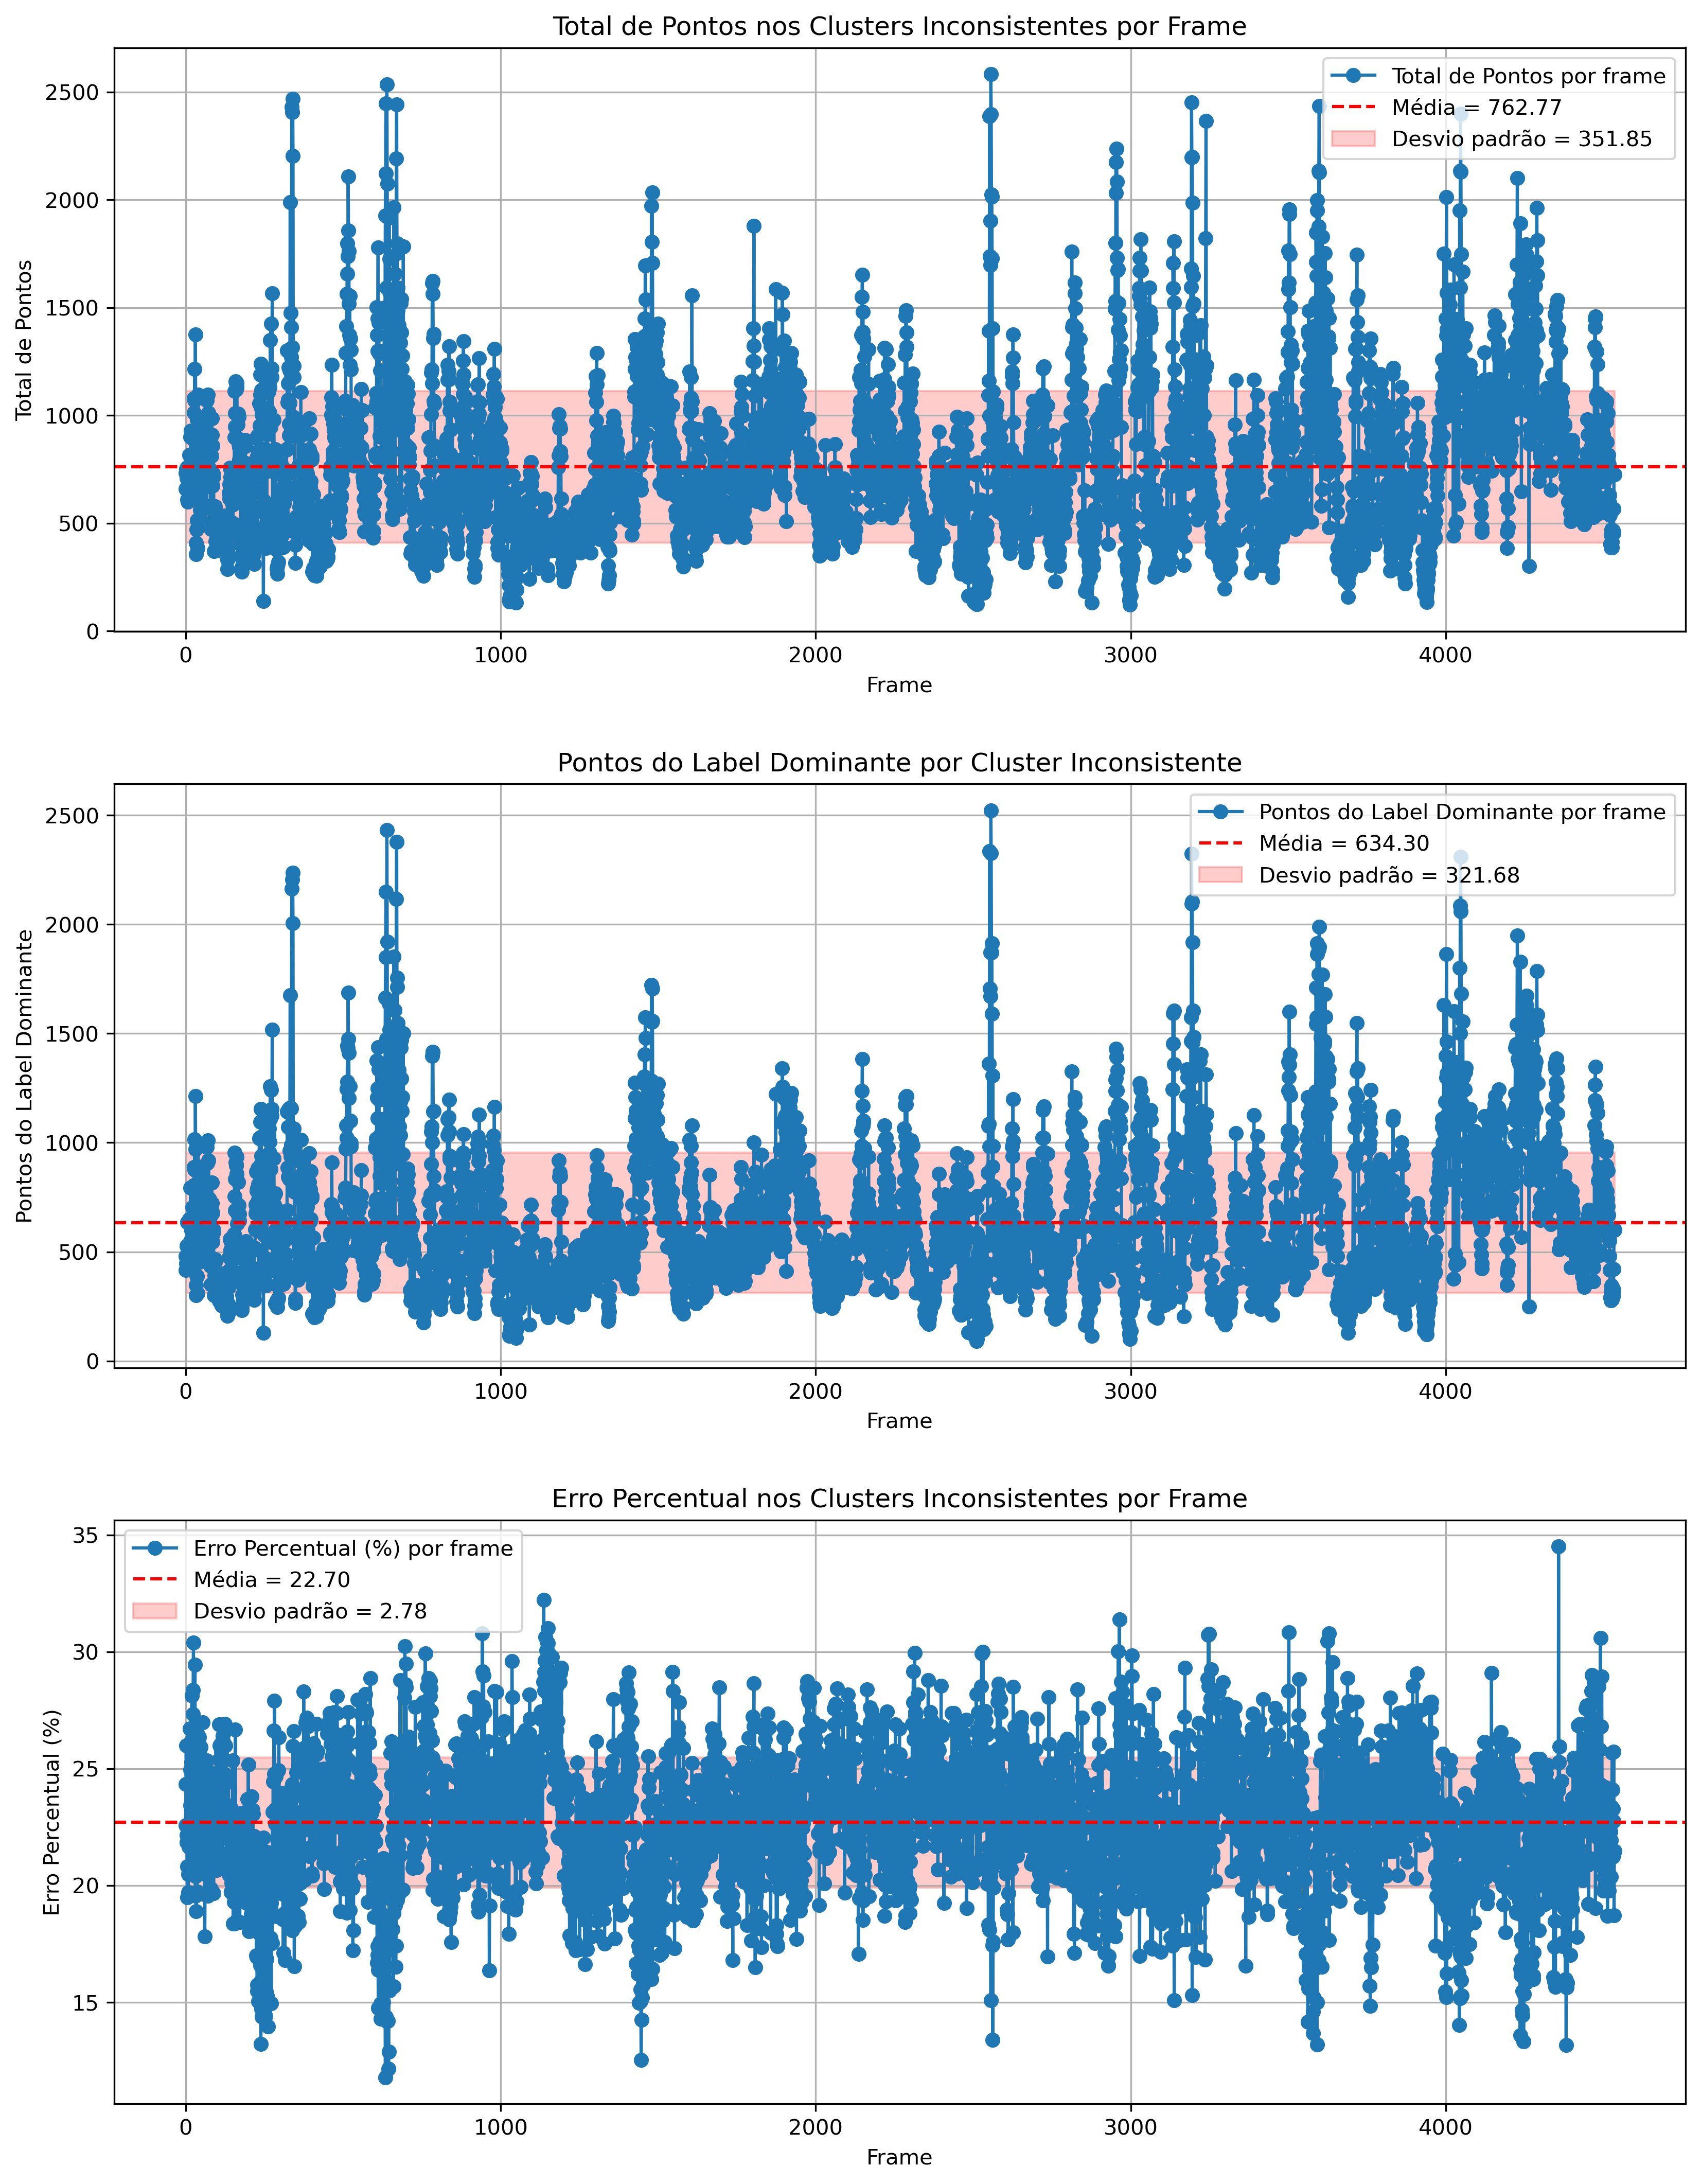 Total de Pontos nos Clusters Inconsistentes por Frame
Total de Pontos
2500
2000
1500
1000
500
0
Total de Pontos por frame
Média = 762.77
Desvio padrão = 351.85
0 1000 2000 3000 4000
Frame
Pontos do Label Dominante por Cluster Inconsistente
Pontos do Label Dominante
2500
2000
1500
1000
500
0
Pontos do Label Dominante por frame
Média = 634.30
Desvio padrão = 321.68
0 1000 2000 3000 4000
Frame
Erro Percentual nos Clusters Inconsistentes por Frame
Erro Percentual (%)
35
30
25
20
15
Erro Percentual (%) por frame
Média = 22.70
Desvio padrão = 2.78
0 1000 2000 3000 4000
Frame